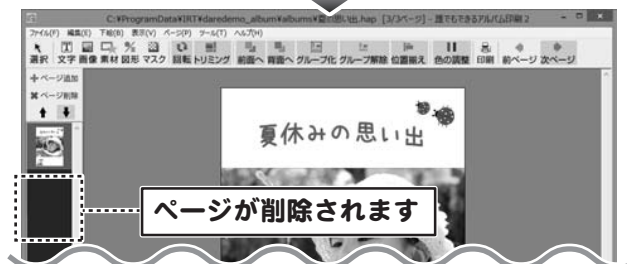 C:¥ProgramData¥IRT¥daredemo_album¥albums¥夏の思い出.hap [3/3ページ] - 誰でもできるアルバム印刷 2
ファイル(F) 編集(E) 下絵(B) 表示(V) ページ(P) ツール(T) ヘルプ(H)
選択 文字 画像 素材 図形 マスク 回転 トリミング 前面へ 背面へ グループ化 グループ解除 位置揃え 色の調整 印刷 前ページ 次ページ
ページ追加
ページ削除
夏休みの思い出
ページが削除されます